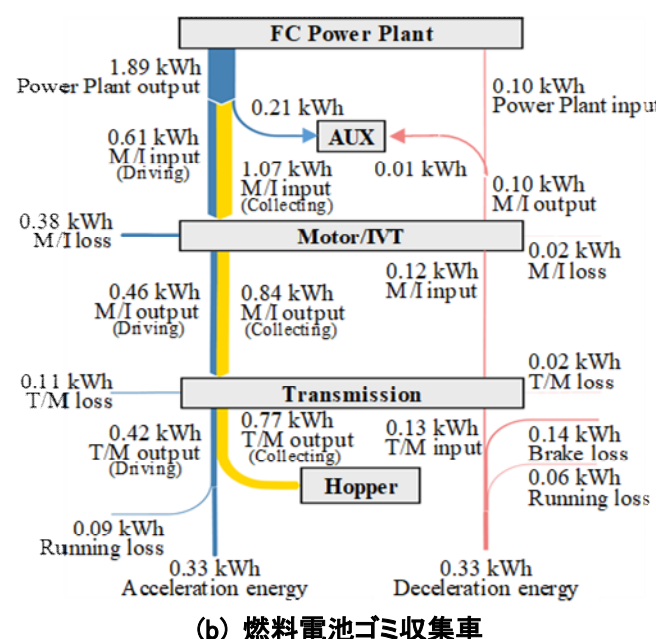 FC Power Plant
1.89 kWh
Power Plant output
0.21 kWh
0.10 kWh
Power Plant input
AUX
0.61 kWh
M/I input
(Driving)
1.07 kWh
M/I input
(Collecting)
0.01 kWh
0.10 kWh
M/I output
0.38 kWh
M/I loss
Motor/IVT
0.02 kWh
M/I loss
0.46 kWh
M/I output
(Driving)
0.84 kWh
M/I output
(Collecting)
0.12 kWh
M/I input
0.11 kWh
T/M loss
Transmission
0.02 kWh
T/M loss
0.42 kWh
T/M output
(Driving)
0.77 kWh
T/M output
(Collecting)
0.13 kWh
T/M input
0.14 kWh
Brake loss
Hopper
0.06 kWh
Running loss
0.09 kWh
Running loss
0.33 kWh
Acceleration energy
0.33 kWh
Deceleration energy
(b) 燃料電池ゴミ収集車